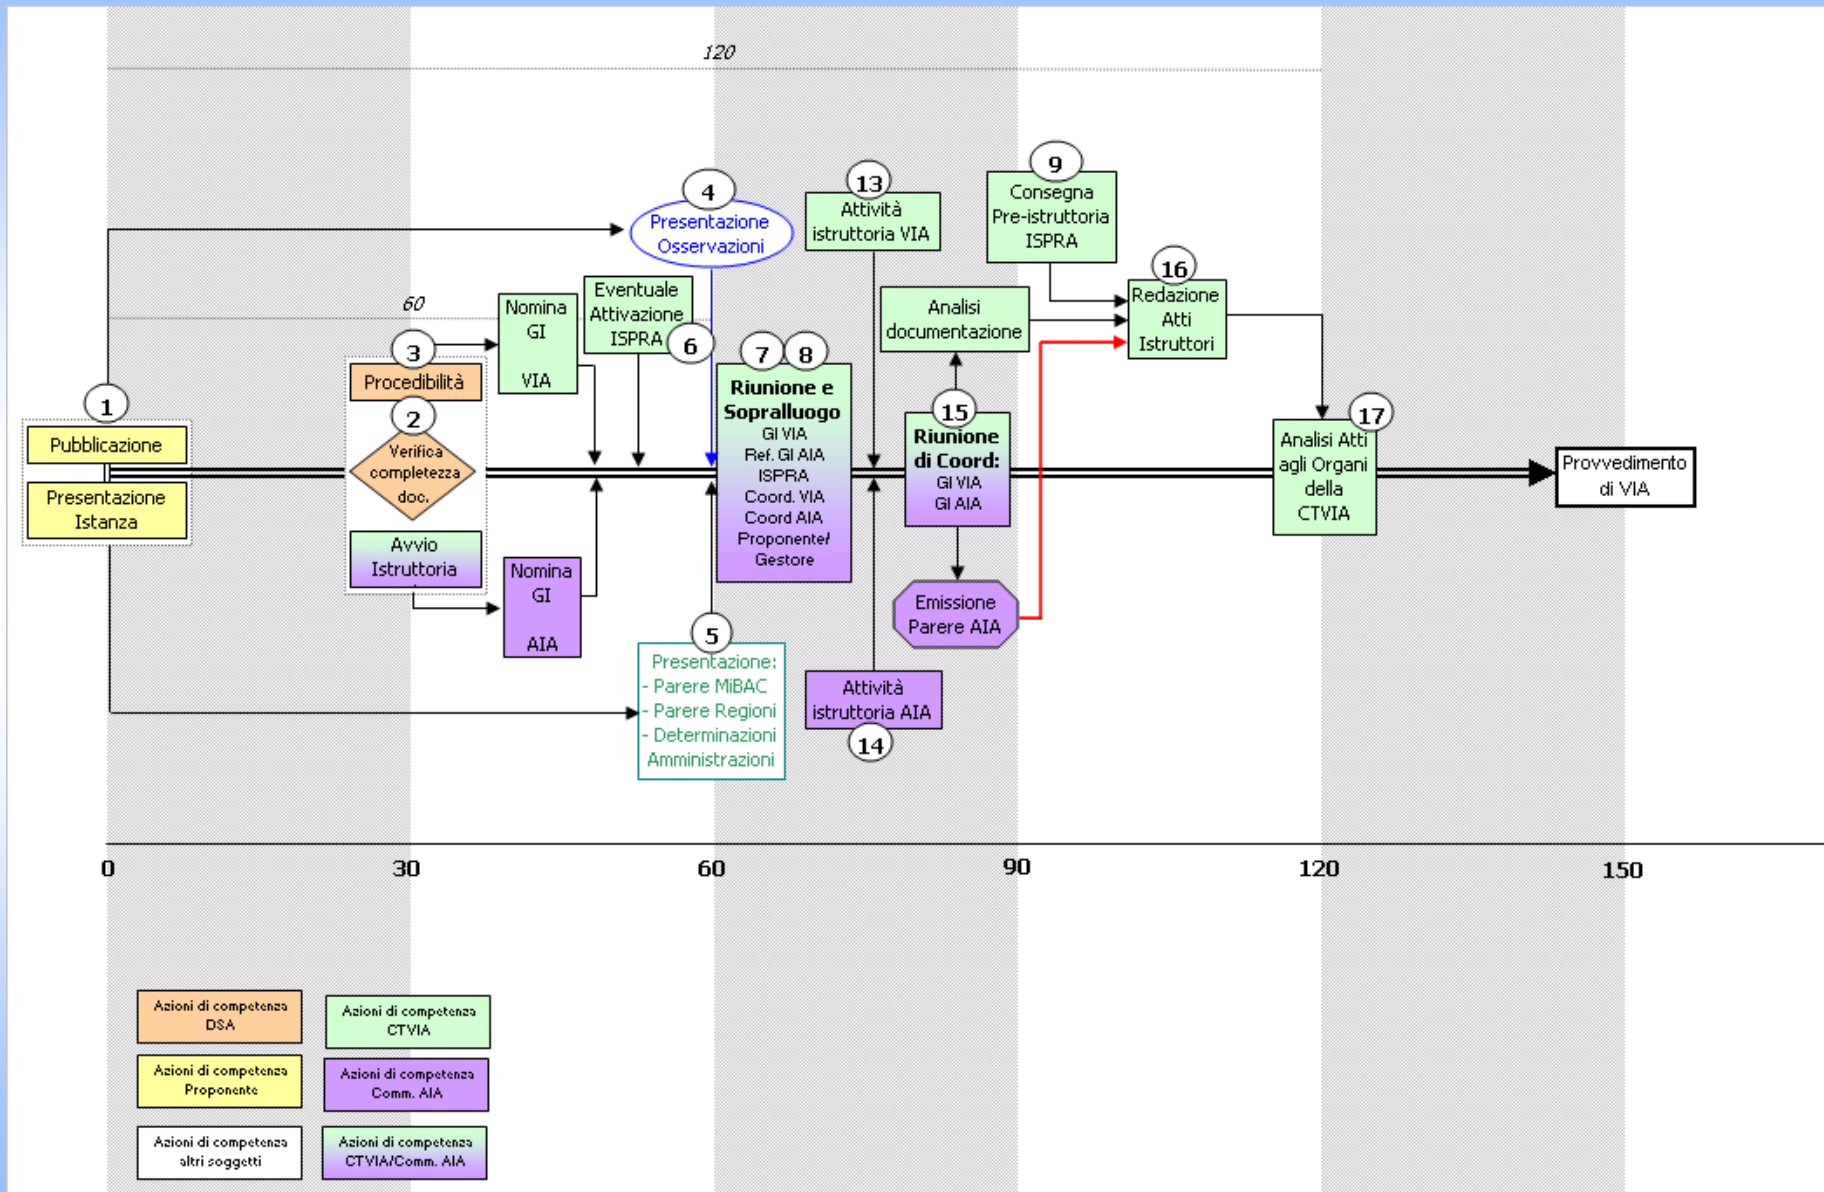 120
9
Consegna
Pre-istruttoria
ISPRA
13
Attività
istruttoria VIA
4
Presentazione
Osservazioni
16
Redazione
Atti
Istruttori
Eventuale
Attivazione
ISPRA
6
60
Nomina
GI
VIA
Analisi
documentazione
3
Procedibilità
2
Verifica
completezza
doc.
Avvio
Istruttoria
1
Pubblicazione
Presentazione
Istanza
7
8
Riunione e
Sopralluogo
GI VIA
Ref. GI AIA
ISPRA
Coord. VIA
Coord AIA
Proponente/
Gestore
15
Riunione
di Coord:
GI VIA
GI AIA
17
Analisi Atti
agli Organi
della
CTVIA
Provvedimento
di VIA
Nomina
GI
AIA
Emissione
Parere AIA
5
Presentazione:
- Parere MiBAC
- Parere Regioni
- Determinazioni
Amministrazioni
Attività
istruttoria AIA
14
0
30
60
90
120
150
Azioni di competenza
DSA
Azioni di competenza
CTVIA
Azioni di competenza
Proponente
Azioni di competenza
Comm. AIA
Azioni di competenza
altri soggetti
Azioni di competenza
CTVIA/Comm. AIA